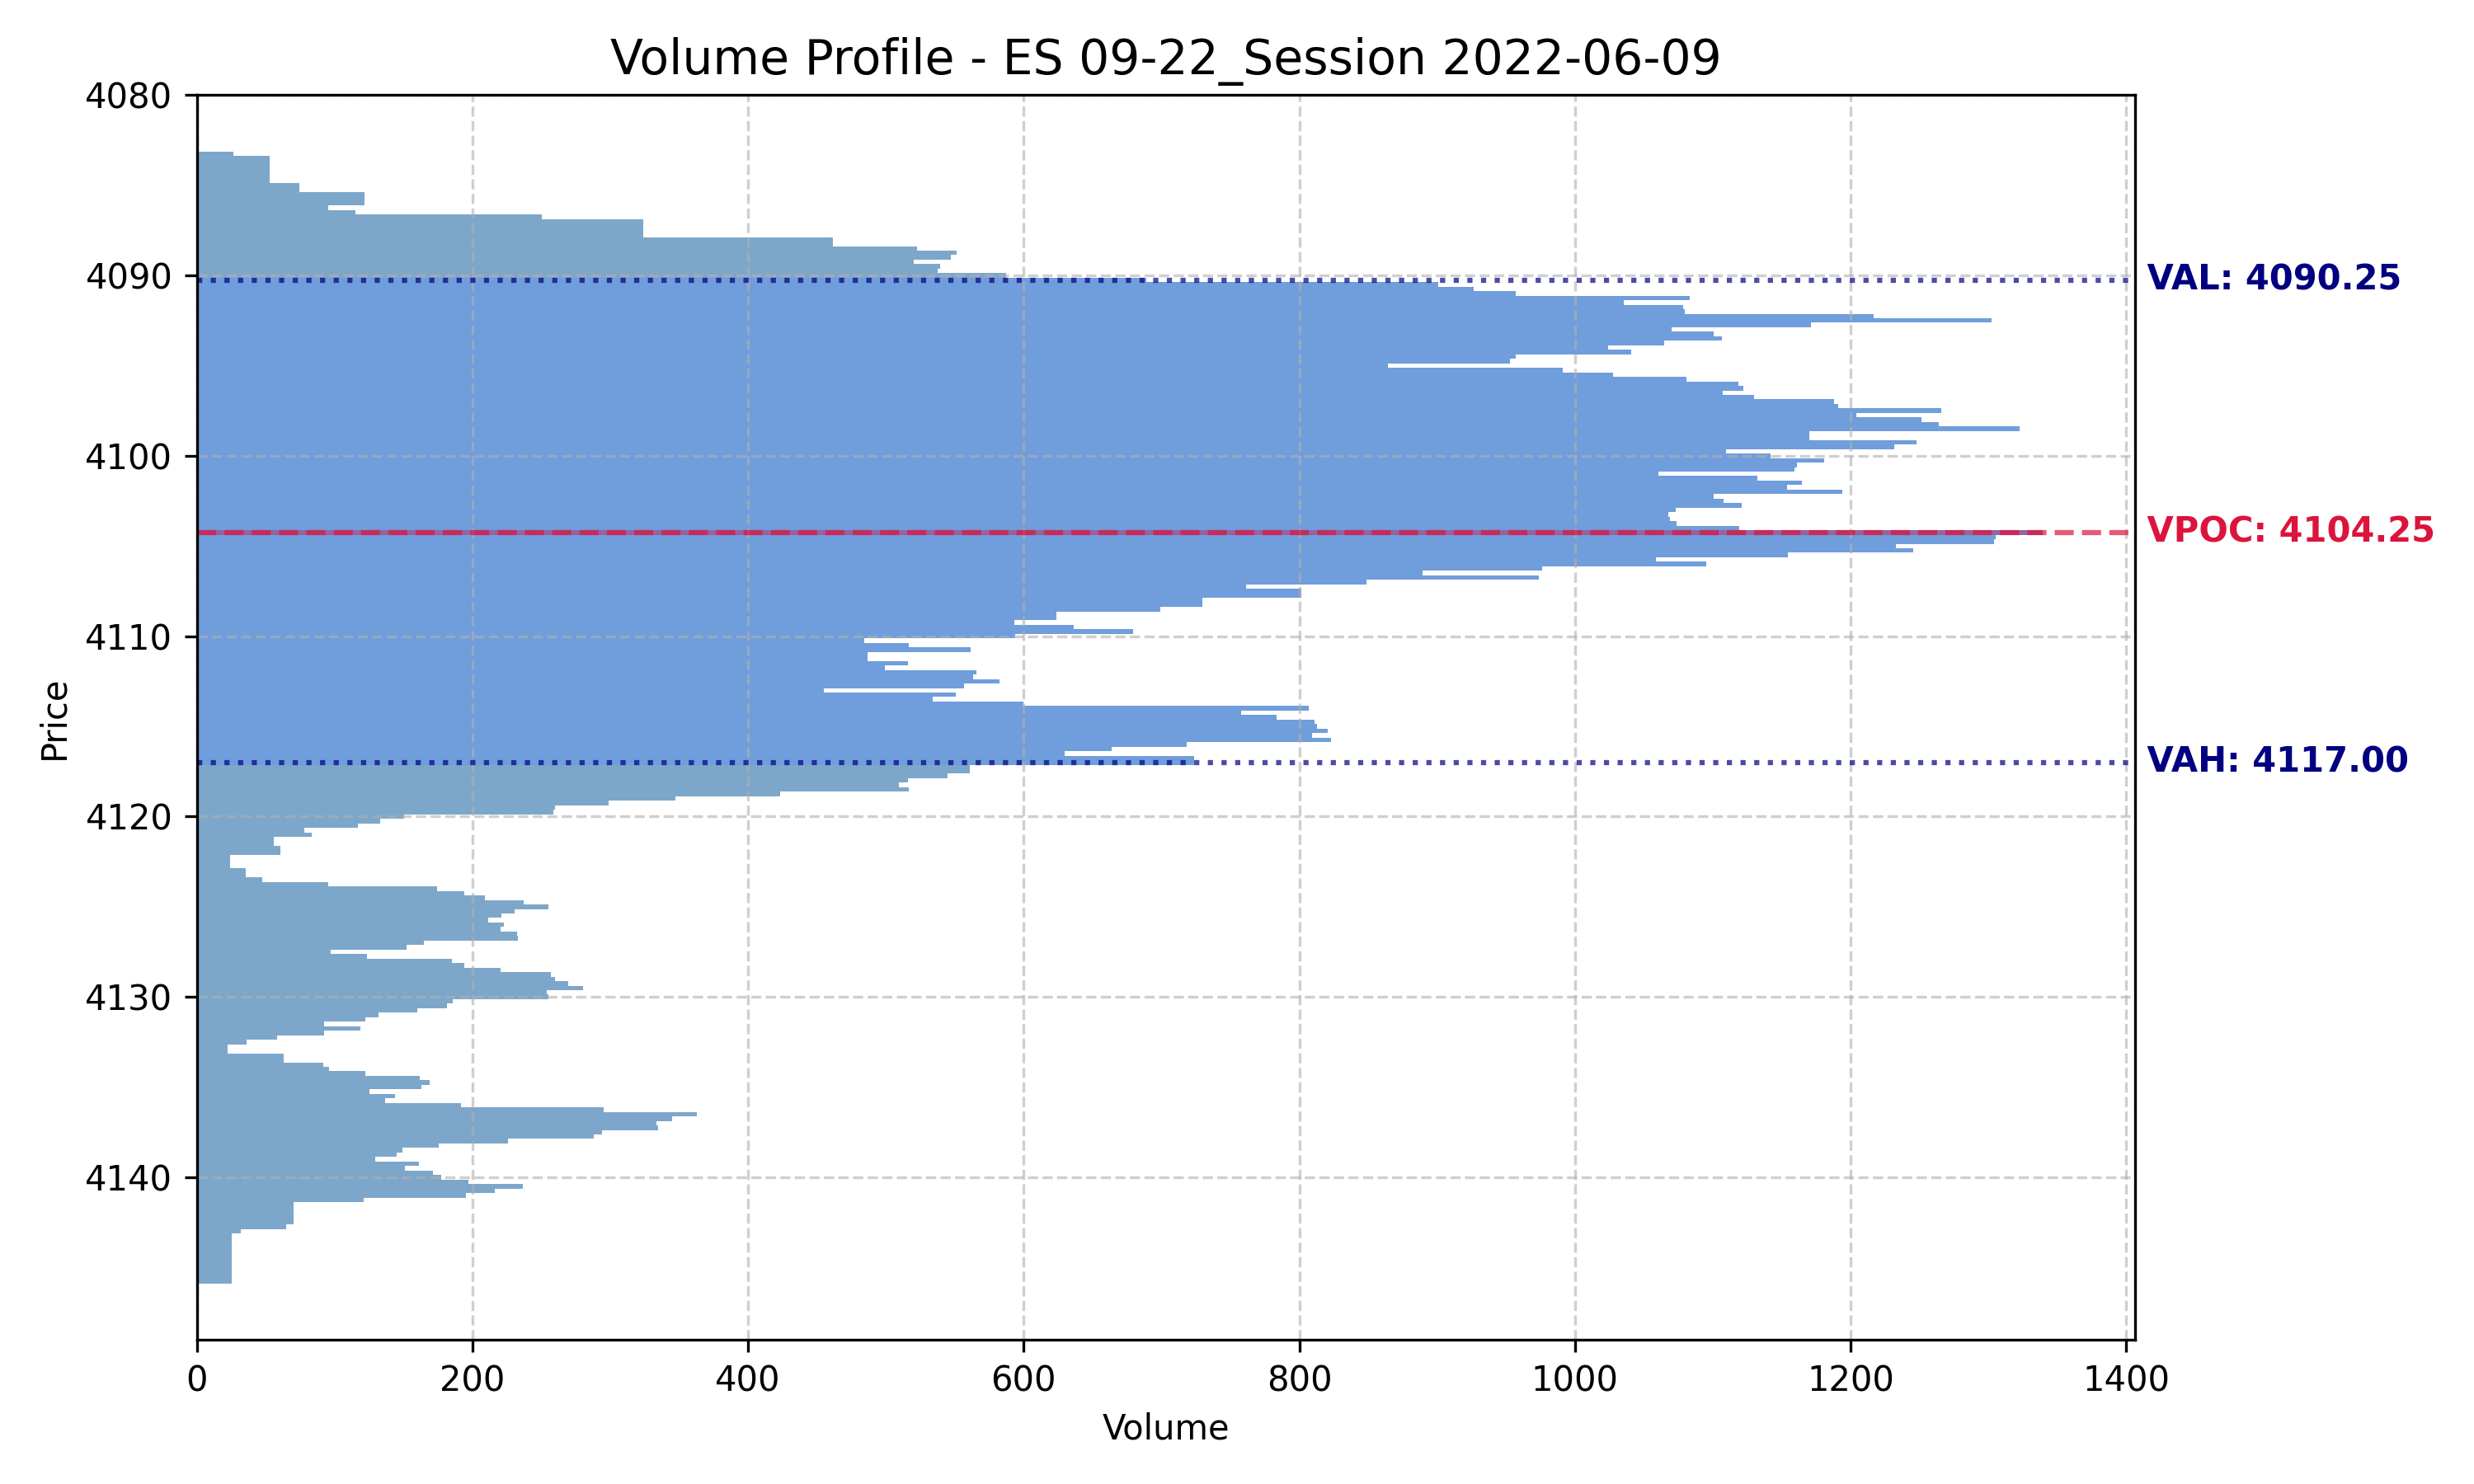 Volume Profile - ES 09-22_Session 2022-06-09
4080
4090
VAL: 4090.25
4100
VPOC: 4104.25
4110
Price
VAH: 4117.00
4120
4130
4140
0 200 400 600 800 1000 1200 1400
Volume